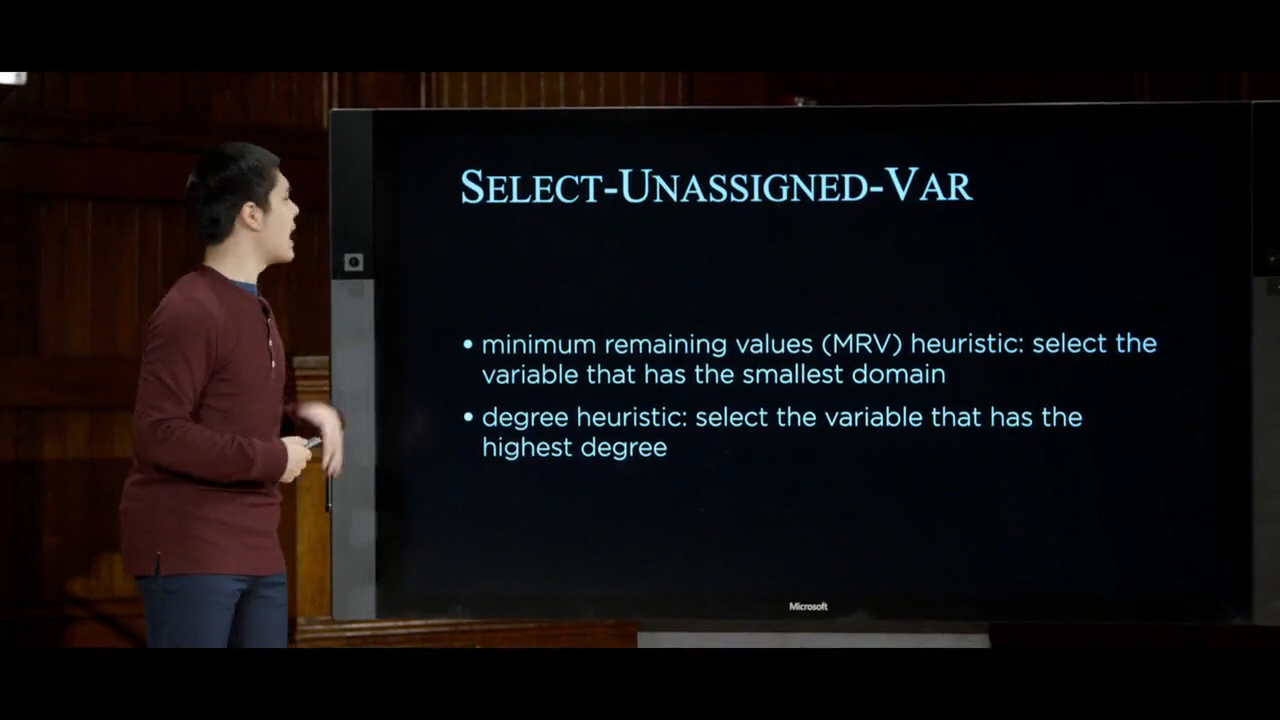 SELECT-UNASSIGNED-VAR
• minimum remaining values (MRV) heuristic: select the
variable that has the smallest domain
• degree heuristic: select the variable that has the
highest degree
Microsoft